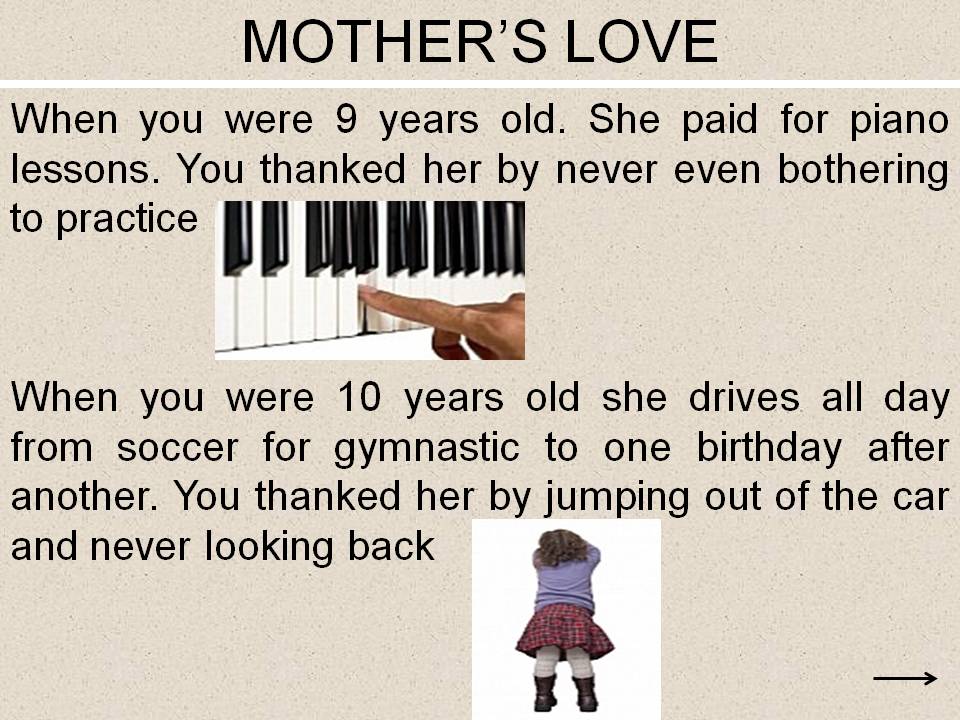 MOTHER’S LOVE
When you were 9 years old. She paid for piano
lessons. You thanked her by never even bothering
to practice
When you were 10 years old she drives all day
from soccer for gymnastic to one birthday after
another. You thanked her by jumping out of the car
and never looking back